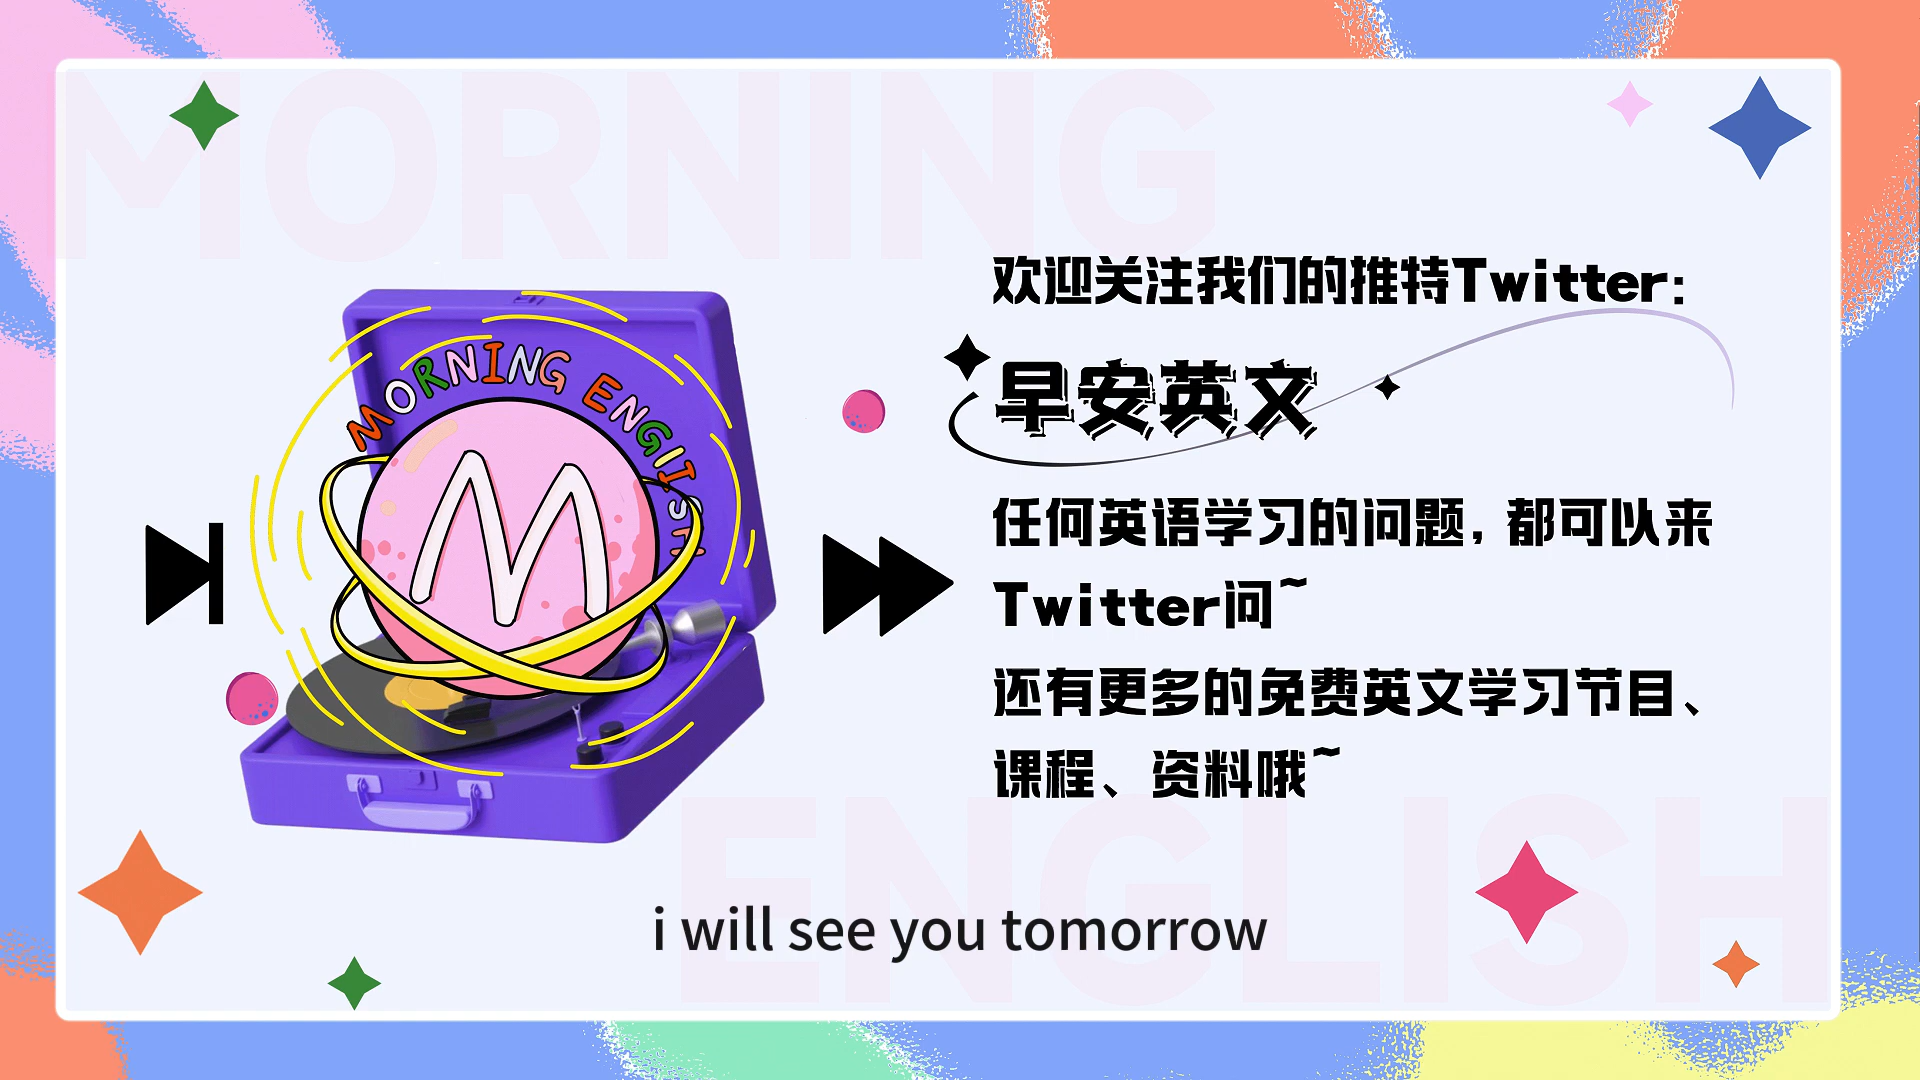 MORNING
欢迎关注我们的推特Twitter:
MORNING ENGLISH
早安英文
M
任何英语学习的问题，都可以来
Twitter问~
还有更多的免费英文学习节目、
课程、资料哦~
ENGLISH
i will see you tomorrow